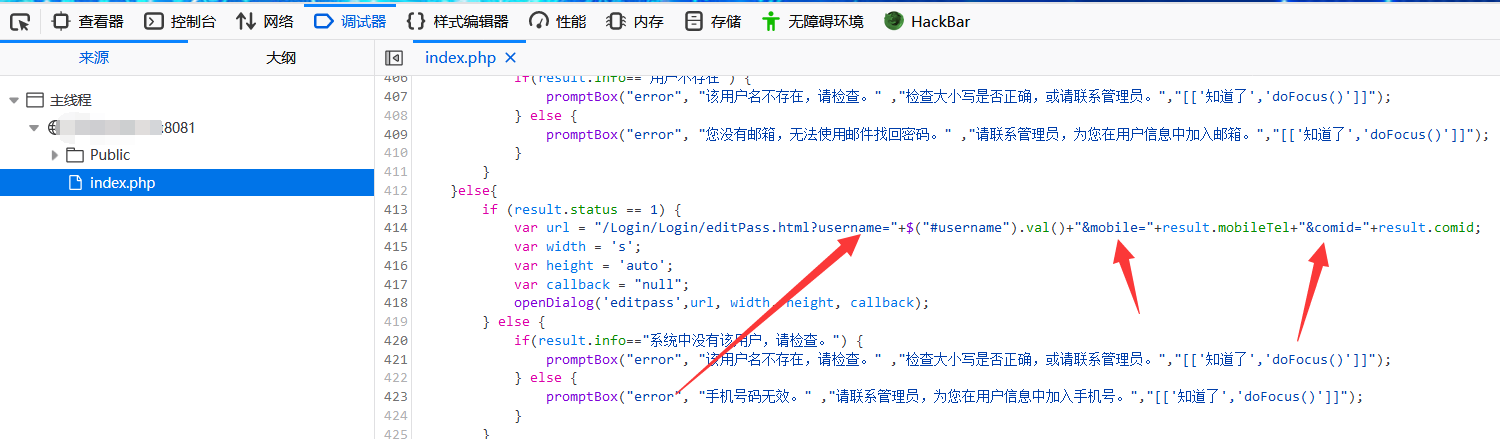 查看器 控制台 网络 调试器 样式编辑器 性能 内存 存储 无障碍环境 HackBar
来源 大纲 index.php
主线程
:8081
Public
index.php
406 if(result.info=="用户不存在") {
407 promptBox("error", "该用户名不存在，请检查。" ,"检查大小写是否正确，或请联系管理员。","[['知道了','doFocus()']]");
408 } else {
409 promptBox("error", "您没有邮箱，无法使用邮件找回密码。" ,"请联系管理员，为您在用户信息中加入邮箱。","[['知道了','doFocus()']]");
410 }
411 }
412 }else{
413 if (result.status == 1) {
414 var url = "/Login/Login/editPass.html?username="+$("#username").val()+"&mobile="+result.mobileTel+"&comid="+result.comid;
415 var width = 's';
416 var height = 'auto';
417 var callback = "null";
418 openDialog('editpass',url, width, height, callback);
419 } else {
420 if(result.info=="系统中没有该用户，请检查。") {
421 promptBox("error", "该用户名不存在，请检查。" ,"检查大小写是否正确，或请联系管理员。","[['知道了','doFocus()']]");
422 } else {
423 promptBox("error", "手机号码无效。" ,"请联系管理员，为您在用户信息中加入手机号。","[['知道了','doFocus()']]");
424 }
425 }